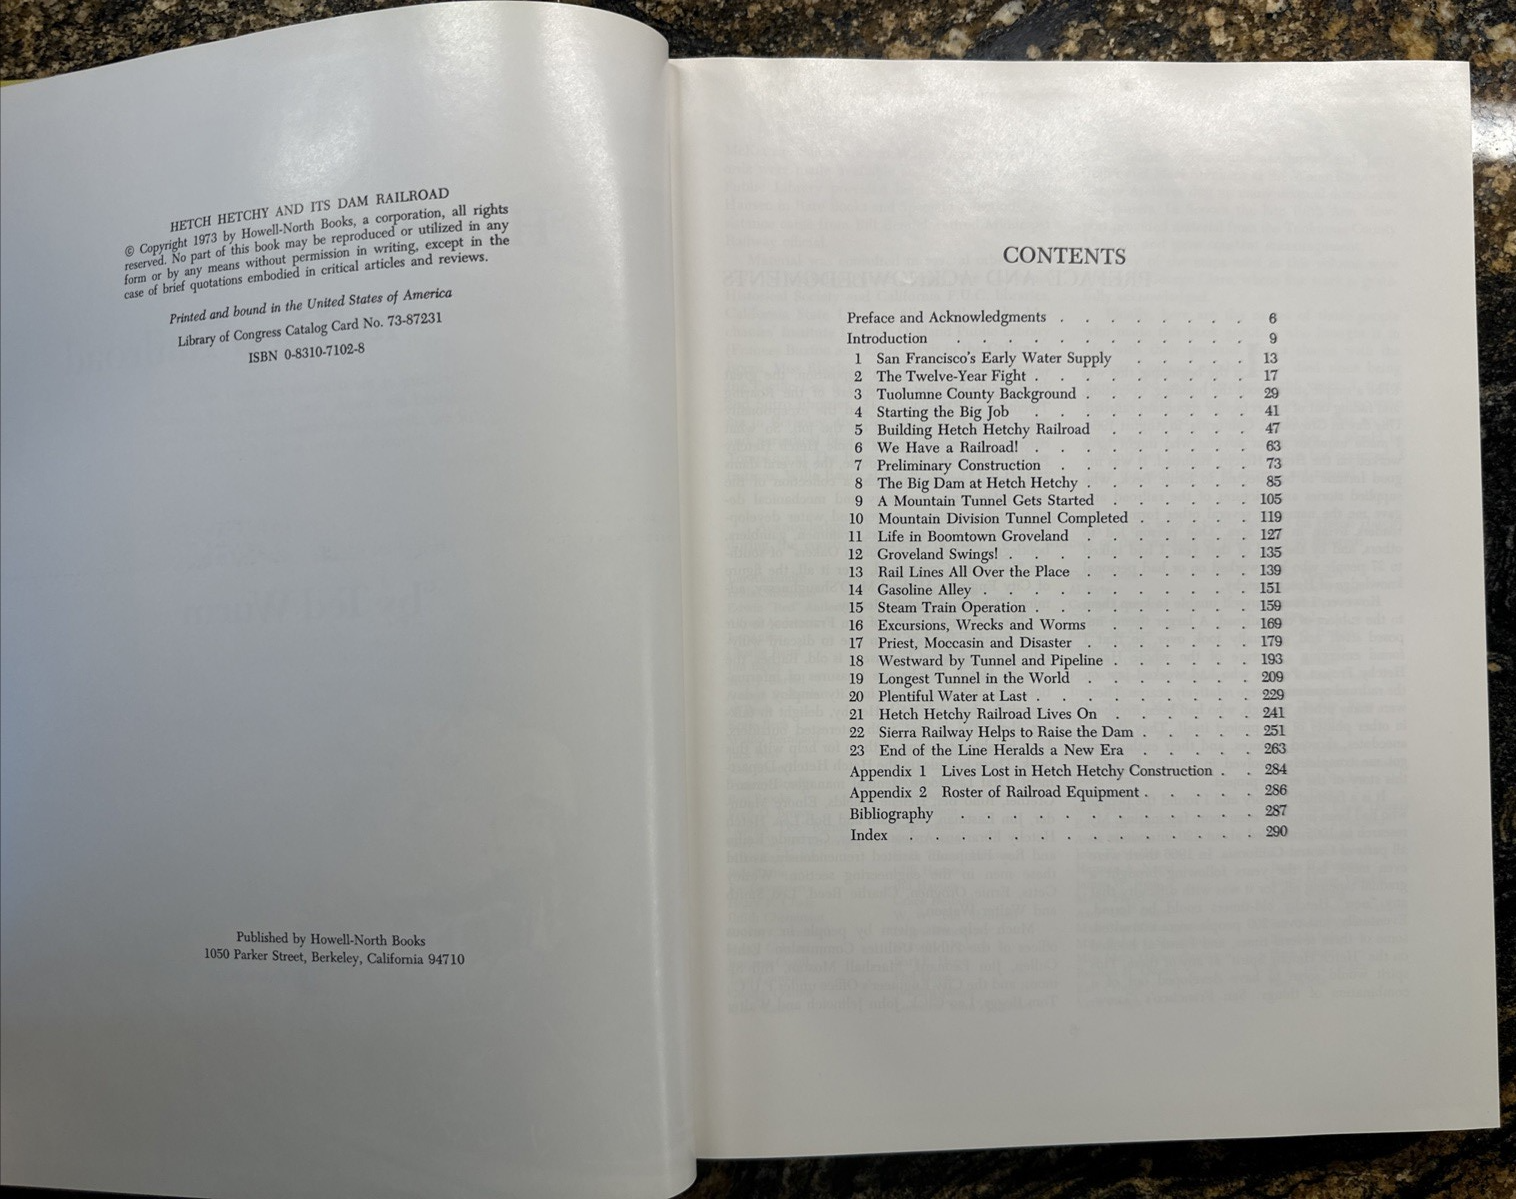 HETCH HETCHY AND ITS DAM RAILROAD
© Copyright 1973 by Howell-North Books, a corporation, all rights
reserved. No part of this book may be reproduced or utilized in any
form or by any means without permission in writing, except in the
case of brief quotations embodied in critical articles and reviews.
Printed and bound in the United States of America
Library of Congress Catalog Card No. 73-87231
ISBN 0-8310-7102-8
Published by Howell-North Books
1050 Parker Street, Berkeley, California 94710
CONTENTS
Preface and Acknowledgments . . . . . . . . 6
Introduction . . . . . . . . . . . . 9
1 San Francisco's Early Water Supply . . . . . 13
2 The Twelve-Year Fight . . . . . . . . . 17
3 Tuolumne County Background . . . . . . . 29
4 Starting the Big Job . . . . . . . . . 41
5 Building Hetch Hetchy Railroad . . . . . . 47
6 We Have a Railroad! . . . . . . . . . 63
7 Preliminary Construction . . . . . . . . 73
8 The Big Dam at Hetch Hetchy . . . . . . . 85
9 A Mountain Tunnel Gets Started . . . . . . 105
10 Mountain Division Tunnel Completed . . . . . 119
11 Life in Boomtown Groveland . . . . . . . 127
12 Groveland Swings! . . . . . . . . . . 135
13 Rail Lines All Over the Place . . . . . . . 139
14 Gasoline Alley . . . . . . . . . . . 151
15 Steam Train Operation . . . . . . . . . 159
16 Excursions, Wrecks and Worms . . . . . . 169
17 Priest, Moccasin and Disaster . . . . . . . 179
18 Westward by Tunnel and Pipeline . . . . . . 193
19 Longest Tunnel in the World . . . . . . . 209
20 Plentiful Water at Last . . . . . . . . . 229
21 Hetch Hetchy Railroad Lives On . . . . . . 241
22 Sierra Railway Helps to Raise the Dam . . . . . 251
23 End of the Line Heralds a New Era . . . . . 263
Appendix 1 Lives Lost in Hetch Hetchy Construction . . 284
Appendix 2 Roster of Railroad Equipment . . . . . 286
Bibliography . . . . . . . . . . . . 287
Index . . . . . . . . . . . . . . 290